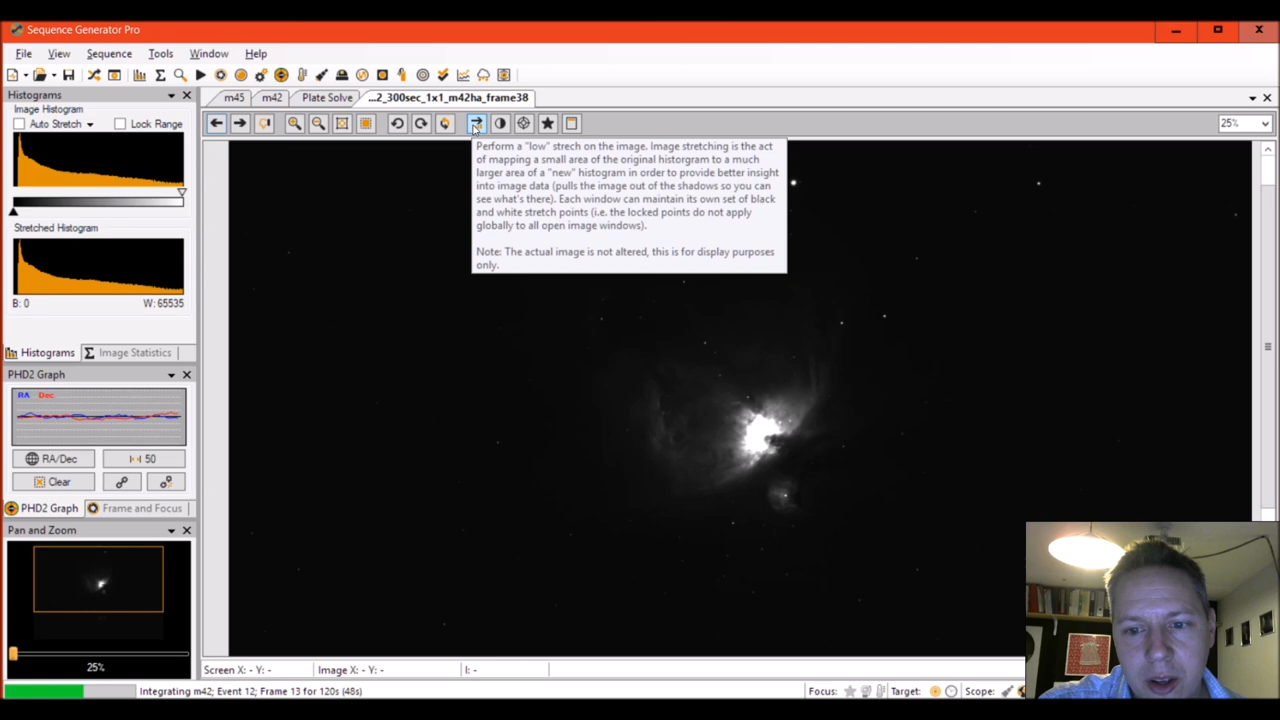 Sequence Generator Pro
File View Sequence Tools Window Help
Histograms
m45 m42 Plate Solve ...2_300sec_1x1_m42ha_frame38
Image Histogram
Auto Stretch Lock Range
25%
Perform a "low" strech on the image. Image stretching is the act
of mapping a small area of the original historgram to a much
larger area of a "new" histogram in order to provide better insight
into image data (pulls the image out of the shadows so you can
see what's there). Each window can maintain its own set of black
and white stretch points (i.e. the locked points do not apply
globally to all open image windows).
Note: The actual image is not altered, this is for display purposes
only.
Stretched Histogram
B: 0 W: 65535
Histograms Σ Image Statistics
PHD2 Graph
RA Dec
RA/Dec 50
Clear
PHD2 Graph Frame and Focus
Pan and Zoom
25%
Screen X: - Y: - Image X: - Y: - I: -
Integrating m42; Event 12; Frame 13 for 120s (48s) Focus: Target: Scope: